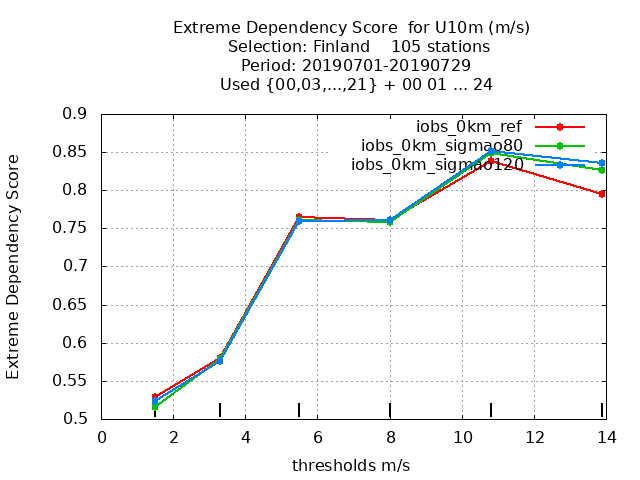 Extreme Dependency Score  for U10m (m/s)
Selection: Finland    105 stations
Period: 20190701-20190729
Used {00,03,...,21} + 00 01 ... 24
Extreme Dependency Score
0.9
0.85
0.8
0.75
0.7
0.65
0.6
0.55
0.5
iobs_0km_ref
iobs_0km_sigmao80
iobs_0km_sigmao120
0 2 4 6 8 10 12 14
thresholds m/s